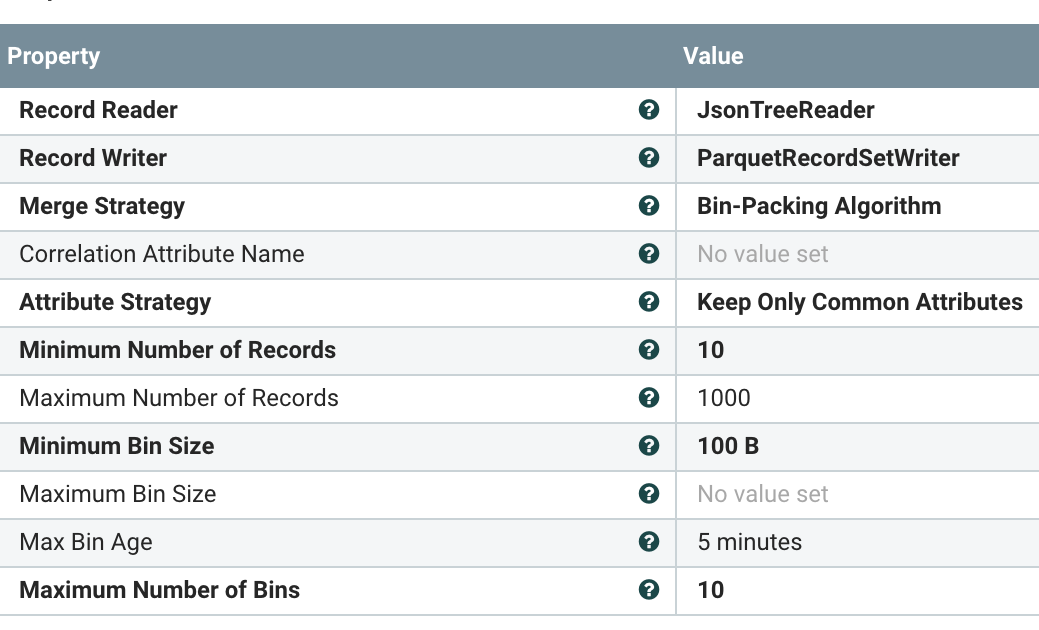 Property Value
Record Reader ? JsonTreeReader
Record Writer ? ParquetRecordSetWriter
Merge Strategy ? Bin-Packing Algorithm
Correlation Attribute Name ? No value set
Attribute Strategy ? Keep Only Common Attributes
Minimum Number of Records ? 10
Maximum Number of Records ? 1000
Minimum Bin Size ? 100 B
Maximum Bin Size ? No value set
Max Bin Age ? 5 minutes
Maximum Number of Bins ? 10